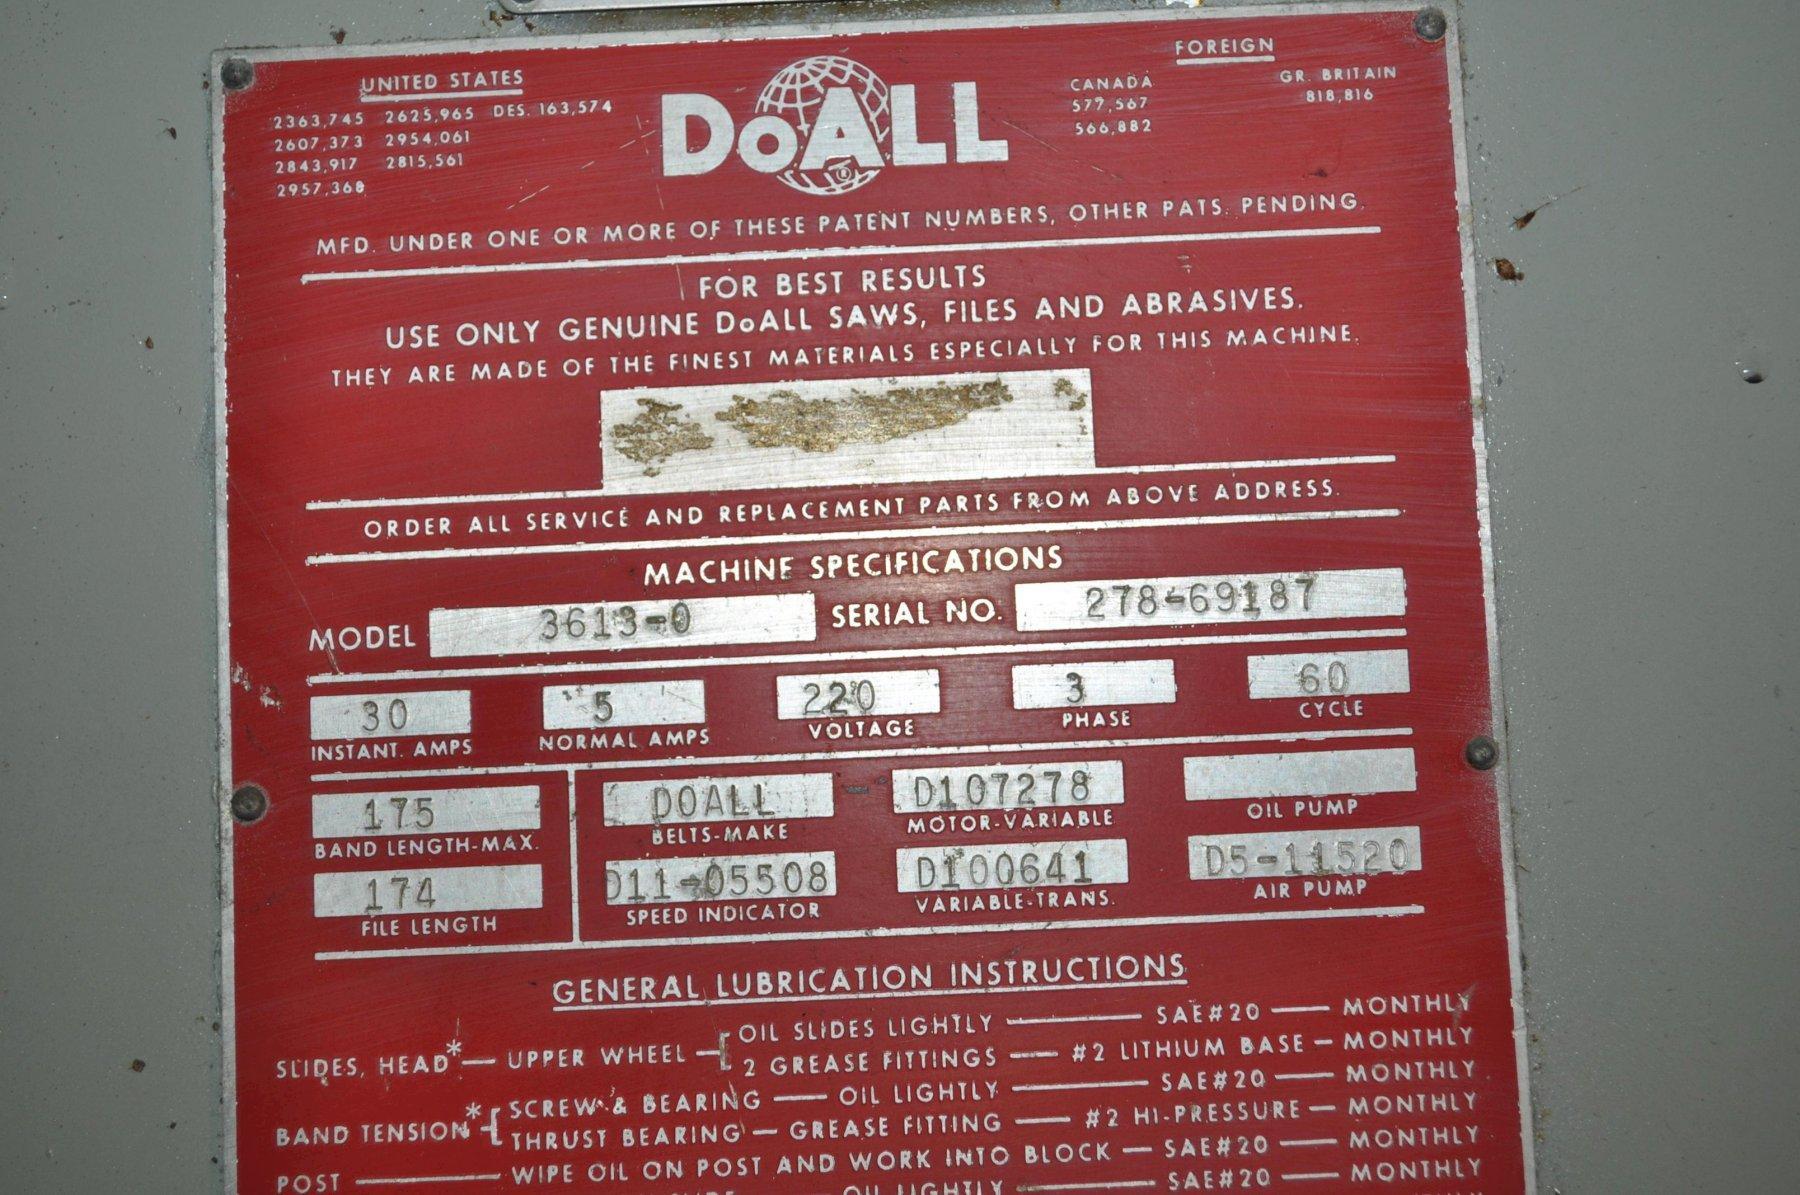 UNITED STATES
2363,745 2625,965 DES. 163,574
2607,373 2954,061
2843,917 2815,561
2957,368
DoALL
®
FOREIGN
CANADA GR. BRITAIN
577,567 818,816
566,882
MFD. UNDER ONE OR MORE OF THESE PATENT NUMBERS, OTHER PATS. PENDING.
FOR BEST RESULTS
USE ONLY GENUINE DoALL SAWS, FILES AND ABRASIVES.
THEY ARE MADE OF THE FINEST MATERIALS ESPECIALLY FOR THIS MACHINE.
ORDER ALL SERVICE AND REPLACEMENT PARTS FROM ABOVE ADDRESS.
MACHINE SPECIFICATIONS
MODEL 3613-0 SERIAL NO. 278-69187
30 5 220 3 60
INSTANT. AMPS NORMAL AMPS VOLTAGE PHASE CYCLE
175 DOALL D107278
BAND LENGTH-MAX. BELTS-MAKE MOTOR-VARIABLE OIL PUMP
174 D11-05508 D100641 D5-11520
FILE LENGTH SPEED INDICATOR VARIABLE-TRANS. AIR PUMP
GENERAL LUBRICATION INSTRUCTIONS
SLIDES, HEAD* — UPPER WHEEL — OIL SLIDES LIGHTLY — SAE#20 — MONTHLY
2 GREASE FITTINGS — #2 LITHIUM BASE — MONTHLY
BAND TENSION* SCREW & BEARING — OIL LIGHTLY — SAE#20 — MONTHLY
THRUST BEARING — GREASE FITTING — #2 HI-PRESSURE — MONTHLY
POST — WIPE OIL ON POST AND WORK INTO BLOCK — SAE#20 — MONTHLY
OIL LIGHTLY — SAE#20 — MONTHLY